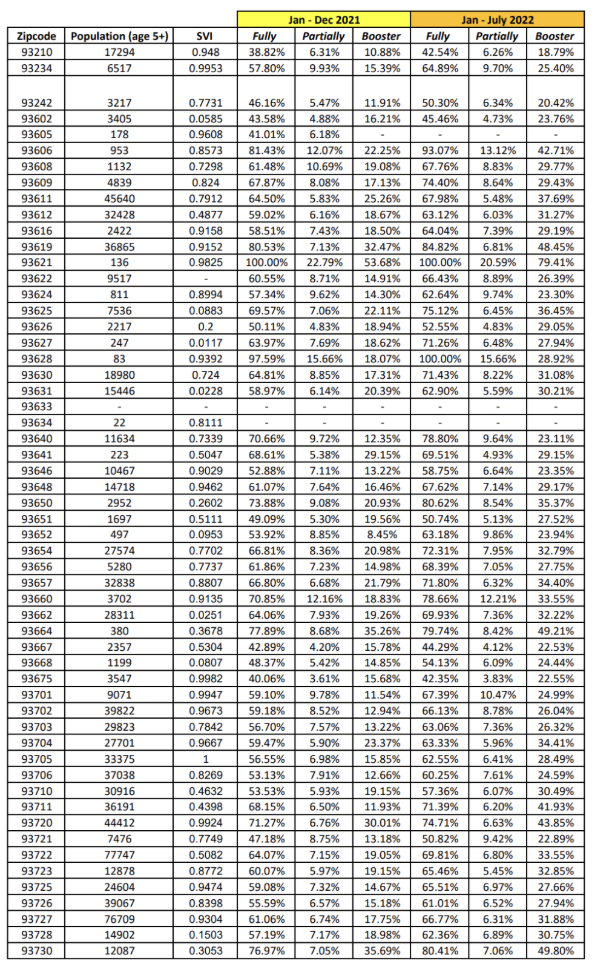 Jan - Dec 2021 Jan - July 2022
Zipcode Population (age 5+) SVI Fully Partially Booster Fully Partially Booster
93210 17294 0.948 38.82% 6.31% 10.88% 42.54% 6.26% 18.79%
93234 6517 0.9953 57.80% 9.93% 15.39% 64.89% 9.70% 25.40%
93242 3217 0.7731 46.16% 5.47% 11.91% 50.30% 6.34% 20.42%
93602 3405 0.0585 43.58% 4.88% 16.21% 45.46% 4.73% 23.76%
93605 178 0.9608 41.01% 6.18% - - - -
93606 953 0.8573 81.43% 12.07% 22.25% 93.07% 13.12% 42.71%
93608 1132 0.7298 61.48% 10.69% 19.08% 67.76% 8.83% 29.77%
93609 4839 0.824 67.87% 8.08% 17.13% 74.40% 8.64% 29.43%
93611 45640 0.7912 64.50% 5.83% 25.26% 67.98% 5.48% 37.69%
93612 32428 0.4877 59.02% 6.16% 18.67% 63.12% 6.03% 31.27%
93616 2422 0.9158 58.51% 7.43% 18.50% 64.04% 7.39% 29.19%
93619 36865 0.9152 80.53% 7.13% 32.47% 84.82% 6.81% 48.45%
93621 136 0.9825 100.00% 22.79% 53.68% 100.00% 20.59% 79.41%
93622 9517 - 60.55% 8.71% 14.91% 66.43% 8.89% 26.39%
93624 811 0.8994 57.34% 9.62% 14.30% 62.64% 9.74% 23.30%
93625 7536 0.0883 69.57% 7.06% 22.11% 75.12% 6.45% 36.45%
93626 2217 0.2 50.11% 4.83% 18.94% 52.55% 4.83% 29.05%
93627 247 0.0117 63.97% 7.69% 18.62% 71.26% 6.48% 27.94%
93628 83 0.9392 97.59% 15.66% 18.07% 100.00% 15.66% 28.92%
93630 18980 0.724 64.81% 8.85% 17.31% 71.43% 8.22% 31.08%
93631 15446 0.0228 58.97% 6.14% 20.39% 62.90% 5.59% 30.21%
93633 - - - - - - -
93634 22 0.8111 - - - - - -
93640 11634 0.7339 70.66% 9.72% 12.35% 78.80% 9.64% 23.11%
93641 223 0.5047 68.61% 5.38% 29.15% 69.51% 4.93% 29.15%
93646 10467 0.9029 52.88% 7.11% 13.22% 58.75% 6.64% 23.35%
93648 14718 0.9462 61.07% 7.64% 16.46% 67.62% 7.14% 29.17%
93650 2952 0.2602 73.88% 9.08% 20.93% 80.62% 8.54% 35.37%
93651 1697 0.5111 49.09% 5.30% 19.56% 50.74% 5.13% 27.52%
93652 497 0.0953 53.92% 8.85% 8.45% 63.18% 9.86% 23.94%
93654 27574 0.7702 66.81% 8.36% 20.98% 72.31% 7.95% 32.79%
93656 5280 0.7737 61.86% 7.23% 14.98% 68.39% 7.05% 27.75%
93657 32838 0.8807 66.80% 6.68% 21.79% 71.80% 6.32% 34.40%
93660 3702 0.9135 70.85% 12.16% 18.83% 78.66% 12.21% 33.55%
93662 28311 0.0251 64.06% 7.93% 19.26% 69.93% 7.36% 32.22%
93664 380 0.3678 77.89% 8.68% 35.26% 79.74% 8.42% 49.21%
93667 2357 0.5304 42.89% 4.20% 15.78% 44.29% 4.12% 22.53%
93668 1199 0.0807 48.37% 5.42% 14.85% 54.13% 6.09% 24.44%
93675 3547 0.9982 40.06% 3.61% 15.68% 42.35% 3.83% 22.55%
93701 9071 0.9947 59.10% 9.78% 11.54% 67.39% 10.47% 24.99%
93702 39822 0.9673 59.18% 8.52% 12.94% 66.13% 8.78% 26.04%
93703 29823 0.7842 56.70% 7.57% 13.22% 63.06% 7.36% 26.32%
93704 27701 0.9667 59.47% 5.90% 23.37% 63.33% 5.96% 34.41%
93705 33375 1 56.55% 6.98% 15.85% 62.55% 6.41% 28.49%
93706 37038 0.8269 53.13% 7.91% 12.66% 60.25% 7.61% 24.59%
93710 30916 0.4632 53.53% 5.93% 19.15% 57.36% 6.07% 30.49%
93711 36191 0.4398 68.15% 6.50% 11.93% 71.39% 6.20% 41.93%
93720 44412 0.9924 71.27% 6.76% 30.01% 74.71% 6.63% 43.85%
93721 7476 0.7749 47.18% 8.75% 13.18% 50.82% 9.42% 22.89%
93722 77747 0.5082 64.07% 7.15% 19.05% 69.81% 6.80% 33.55%
93723 12878 0.8772 60.07% 5.97% 19.15% 65.46% 5.45% 32.85%
93725 24604 0.9474 59.08% 7.32% 14.67% 65.51% 6.97% 27.66%
93726 39067 0.8398 55.59% 6.57% 15.18% 61.01% 6.52% 27.94%
93727 76709 0.9304 61.06% 6.74% 17.75% 66.77% 6.31% 31.88%
93728 14902 0.1503 57.19% 7.17% 18.98% 62.36% 6.89% 30.75%
93730 12087 0.3053 76.97% 7.05% 35.69% 80.41% 7.06% 49.80%